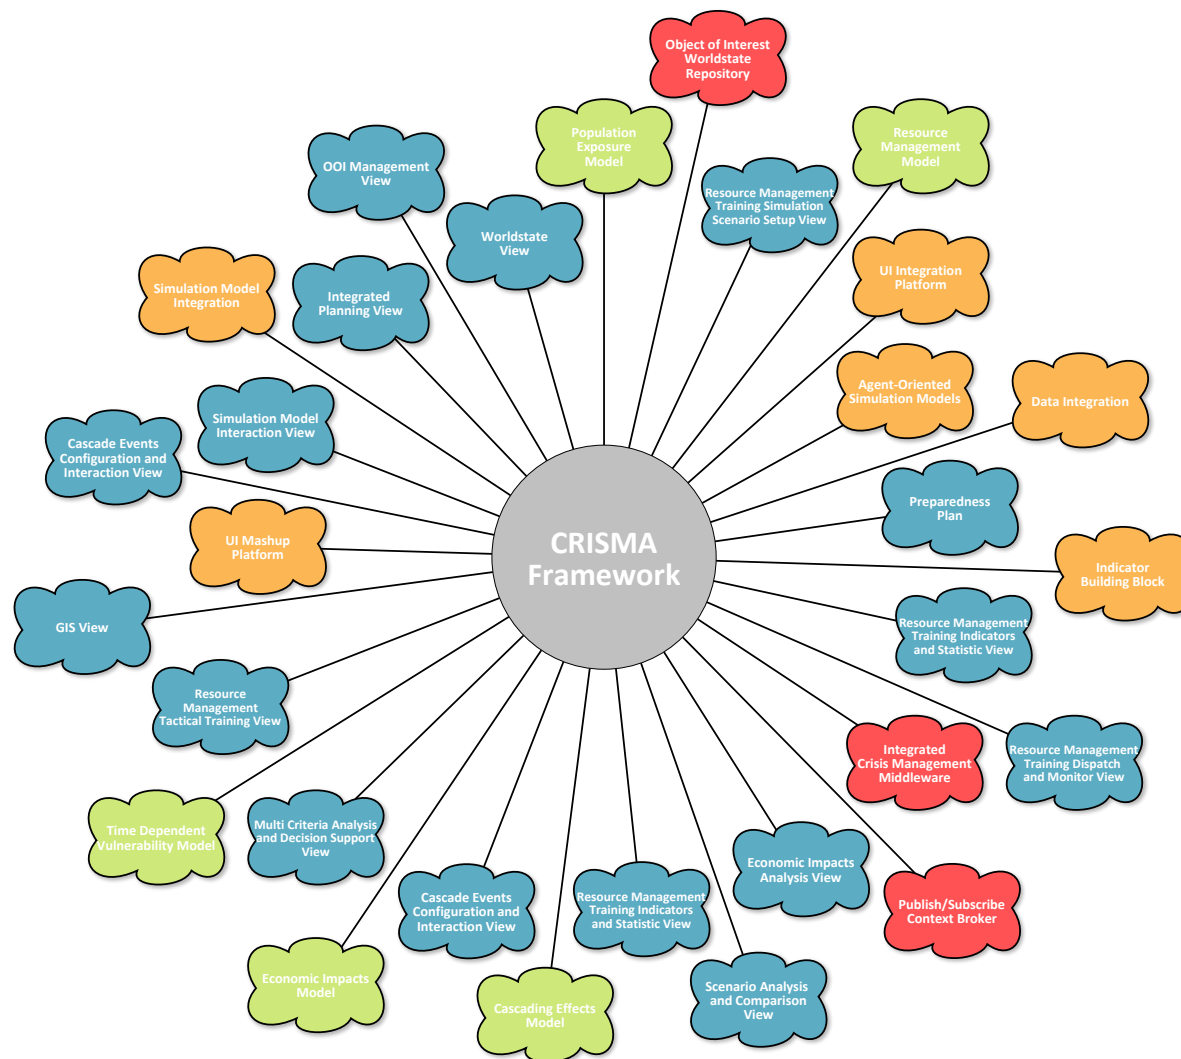 Object of Interest
Worldstate
Repository
Population
Exposure
Model
Resource
Management
Model
OOI Management
View
Resource Management
Training Simulation
Scenario Setup View
Worldstate
View
UI Integration
Platform
Simulation Model
Integration
Integrated
Planning View
Agent-Oriented
Simulation Models
Data Integration
Simulation Model
Interaction View
Cascade Events
Configuration and
Interaction View
Preparedness
Plan
UI Mashup
Platform
CRISMA
Framework
Indicator
Building Block
GIS View
Resource Management
Training Indicators
and Statistic View
Resource
Management
Tactical Training View
Integrated
Crisis Management
Middleware
Resource Management
Training Dispatch
and Monitor View
Time Dependent
Vulnerability Model
Multi Criteria Analysis
and Decision Support
View
Economic Impacts
Analysis View
Cascade Events
Configuration and
Interaction View
Resource Management
Training Indicators
and Statistic View
Publish/Subscribe
Context Broker
Economic Impacts
Model
Cascading Effects
Model
Scenario Analysis
and Comparison
View